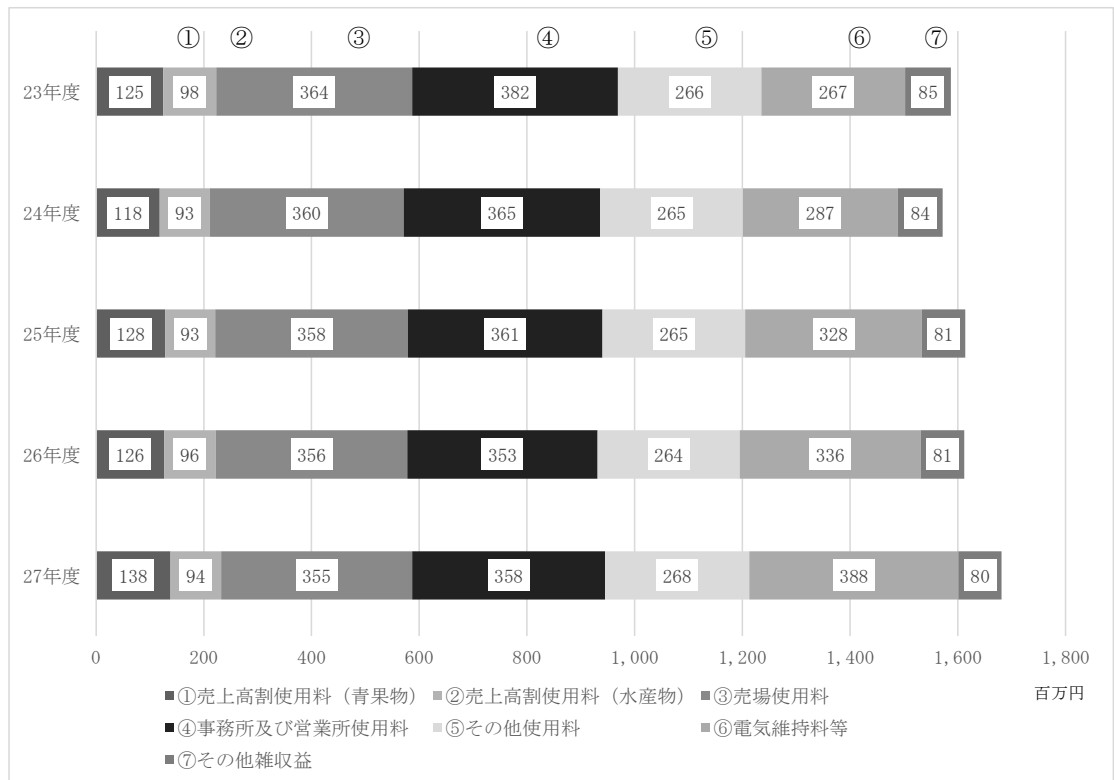 ① ② ③ ④ ⑤ ⑥ ⑦
23年度 125 98 364 382 266 267 85
24年度 118 93 360 365 265 287 84
25年度 128 93 358 361 265 328 81
26年度 126 96 356 353 264 336 81
27年度 138 94 355 358 268 388 80
0 200 400 600 800 1,000 1,200 1,400 1,600 1,800
百万円
①売上高割使用料（青果物） ②売上高割使用料（水産物） ③売場使用料
④事務所及び営業所使用料 ⑤その他使用料 ⑥電気維持料等
⑦その他雑収益